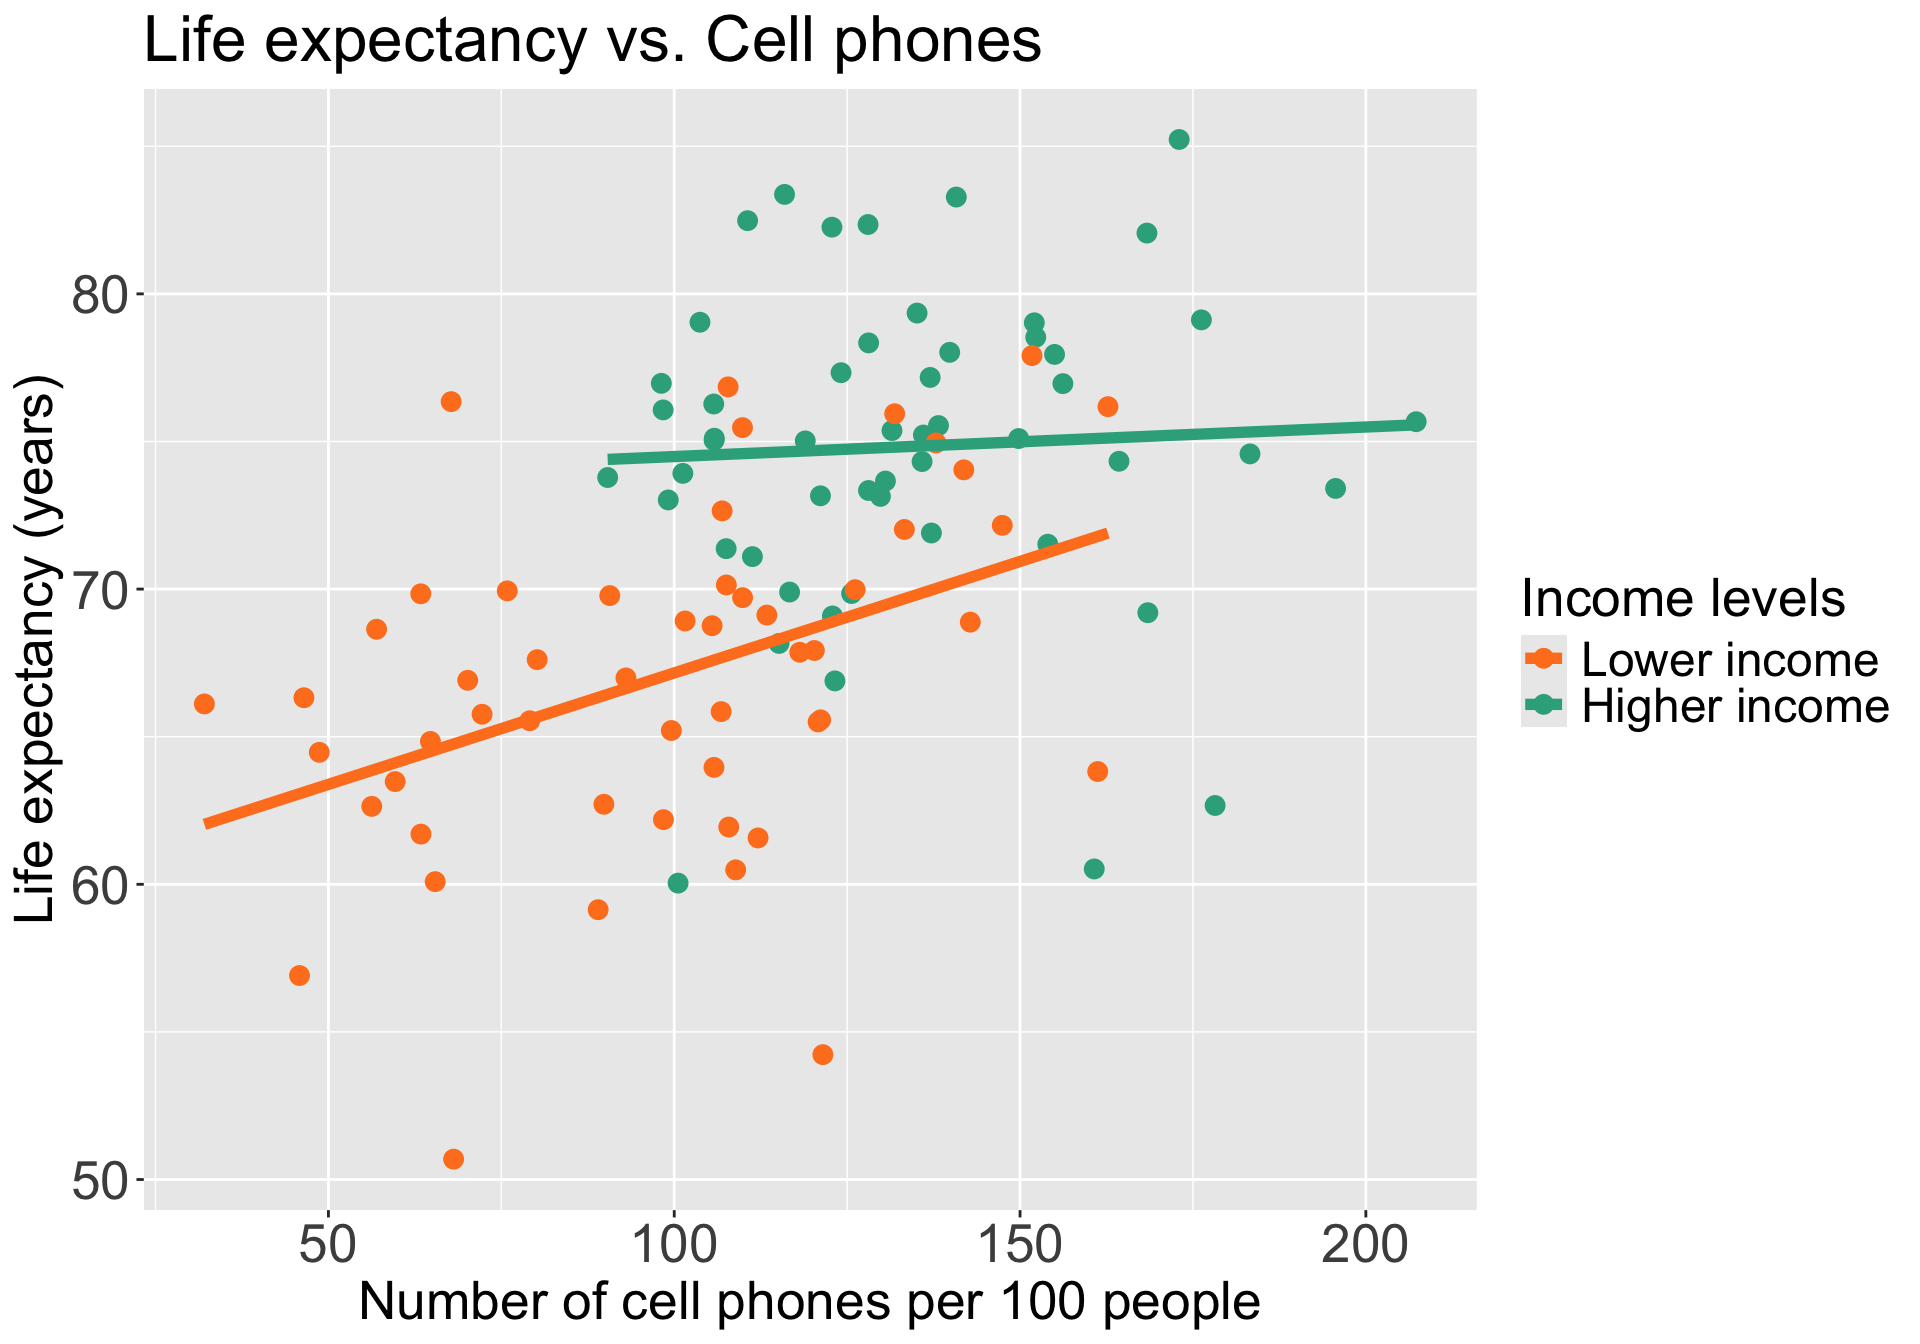 Life expectancy vs. Cell phones
Life expectancy (years)
80
70
60
50
50 100 150 200
Number of cell phones per 100 people
Income levels
Lower income
Higher income